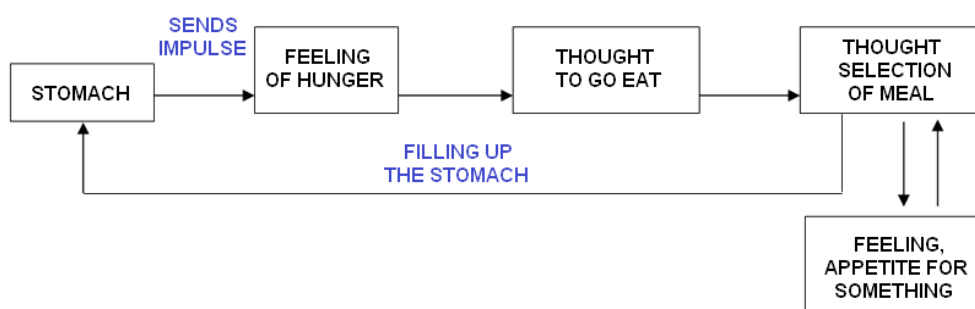 SENDS
IMPULSE
STOMACH
FEELING
OF HUNGER
THOUGHT
TO GO EAT
THOUGHT
SELECTION
OF MEAL
FILLING UP
THE STOMACH
FEELING,
APPETITE FOR
SOMETHING